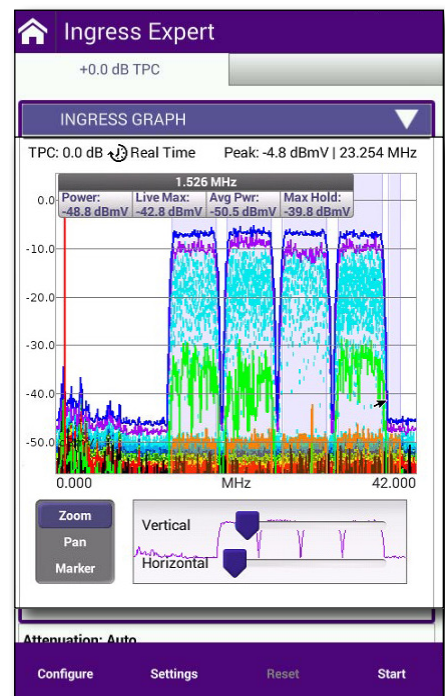 Ingress Expert
+0.0 dB TPC
INGRESS GRAPH
TPC: 0.0 dB Real Time Peak: -4.8 dBmV | 23.254 MHz
1.526 MHz
Power: Live Max: Avg Pwr: Max Hold:
-48.8 dBmV -42.8 dBmV -50.5 dBmV -39.8 dBmV
0.0
-10.0
-20.0
-30.0
-40.0
-50.0
0.000 MHz 42.000
Zoom
Pan
Marker
Vertical
Horizontal
Attenuation: Auto
Configure Settings Reset Start